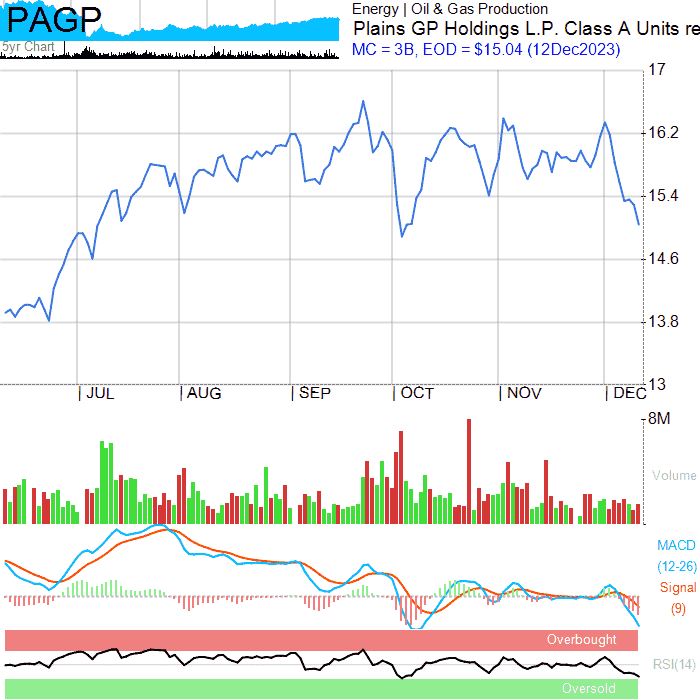 PAGP
5yr Chart
Energy | Oil & Gas Production
Plains GP Holdings L.P. Class A Units re
MC = 3B, EOD = $15.04 (12Dec2023)
17
16.2
15.4
14.6
13.8
13
| JUL | AUG | SEP | OCT | NOV | DEC
8M
Volume
MACD
(12-26)
Signal
(9)
Overbought
RSI(14)
Oversold